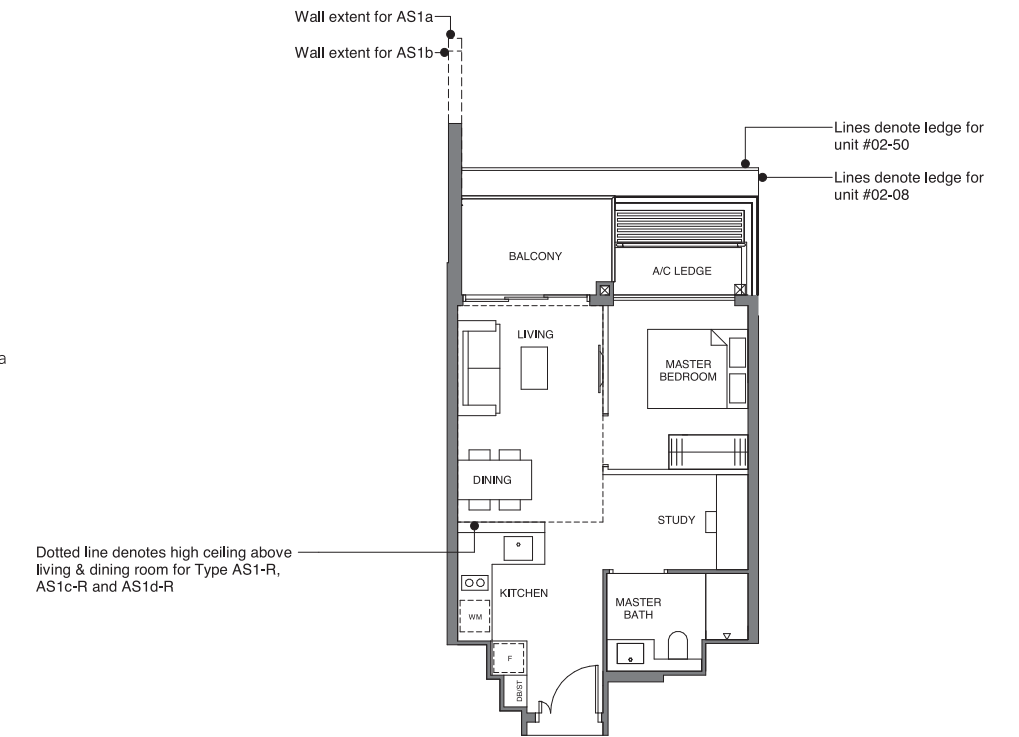 Wall extent for AS1a
Wall extent for AS1b
Lines denote ledge for
unit #02-50
Lines denote ledge for
unit #02-08
BALCONY
A/C LEDGE
LIVING
a
MASTER
BEDROOM
DINING
STUDY
Dotted line denotes high ceiling above
living & dining room for Type AS1-R,
AS1c-R and AS1d-R
KITCHEN
MASTER
BATH
WM
F
DB/ST